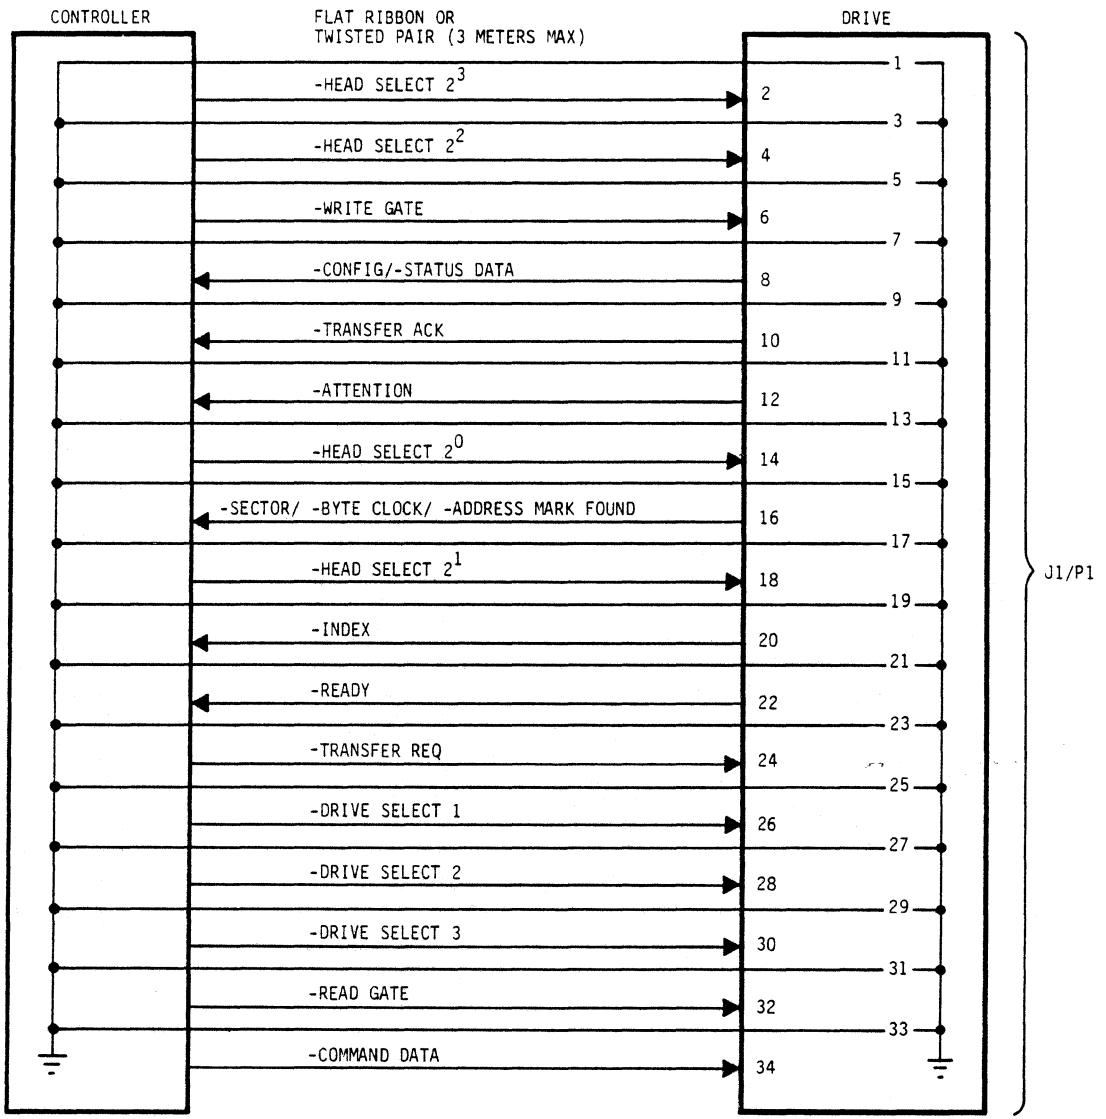 CONTROLLER
FLAT RIBBON OR
TWISTED PAIR (3 METERS MAX)
DRIVE
1
-HEAD SELECT 2³
2
3
-HEAD SELECT 2²
4
5
-WRITE GATE
6
7
-CONFIG/-STATUS DATA
8
9
-TRANSFER ACK
10
11
-ATTENTION
12
13
-HEAD SELECT 2⁰
14
15
-SECTOR/ -BYTE CLOCK/ -ADDRESS MARK FOUND
16
17
-HEAD SELECT 2¹
18
J1/P1
19
-INDEX
20
21
-READY
22
23
-TRANSFER REQ
24
25
-DRIVE SELECT 1
26
27
-DRIVE SELECT 2
28
29
-DRIVE SELECT 3
30
31
-READ GATE
32
33
-COMMAND DATA
34